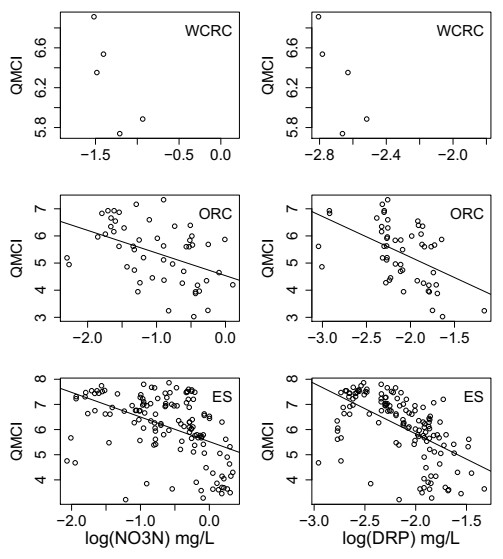 WCRC
QMCI
5.8 6.2 6.6
−1.5 −0.5 0.0
WCRC
QMCI
5.8 6.2 6.6
−2.8 −2.4 −2.0
ORC
QMCI
3 4 5 6 7
−2.0 −1.0 0.0
ORC
QMCI
3 4 5 6 7
−3.0 −2.5 −2.0 −1.5
ES
QMCI
4 5 6 7 8
−2.0 −1.0 0.0
log(NO3N) mg/L
ES
QMCI
4 5 6 7 8
−3.0 −2.5 −2.0 −1.5
log(DRP) mg/L